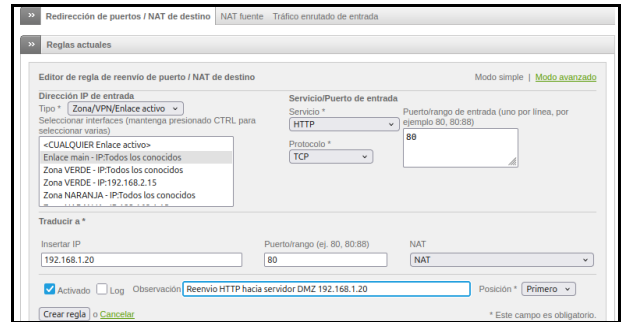 » Redirección de puertos / NAT de destino NAT fuente Tráfico enrutado de entrada
» Reglas actuales
Editor de regla de reenvio de puerto / NAT de destino Modo simple | Modo avanzado
Dirección IP de entrada
Tipo * Zona/VPN/Enlace activo
Seleccionar interfaces (mantenga presionado CTRL para
seleccionar varias)
<CUALQUIER Enlace activo>
Enlace main - IP:Todos los conocidos
Zona VERDE - IP:Todos los conocidos
Zona VERDE - IP:192.168.2.15
Zona NARANJA - IP:Todos los conocidos
Servicio/Puerto de entrada
Servicio *
HTTP
Protocolo *
TCP
Puerto/rango de entrada (uno por línea, por
ejemplo 80, 80:88)
80
Traducir a *
Insertar IP Puerto/rango (ej. 80, 80:88) NAT
192.168.1.20 80 NAT
Activado Log Observación Reenvio HTTP hacia servidor DMZ 192.168.1.20 Posición * Primero
Crear regla o Cancelar * Este campo es obligatorio.